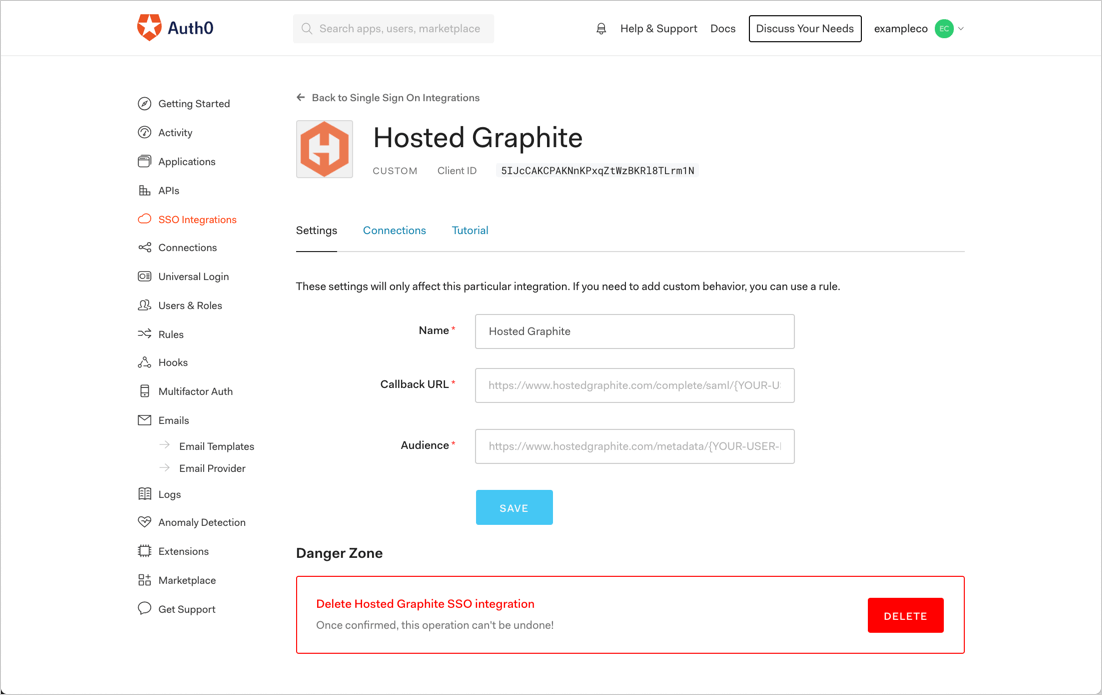 Auth0
Search apps, users, marketplace
Help & Support
Docs
Discuss Your Needs
exampleco
EC
Getting Started
Activity
Applications
APIs
SSO Integrations
Connections
Universal Login
Users & Roles
Rules
Hooks
Multifactor Auth
Emails
Email Templates
Email Provider
Logs
Anomaly Detection
Extensions
Marketplace
Get Support
Back to Single Sign On Integrations
Hosted Graphite
CUSTOM
Client ID
5IJcCAKCPAKNnKPxqZtWzBKRl8TLrm1N
Settings
Connections
Tutorial
These settings will only affect this particular integration. If you need to add custom behavior, you can use a rule.
Name*
Hosted Graphite
Callback URL*
https://www.hostedgraphite.com/complete/saml/{YOUR-U
Audience*
https://www.hostedgraphite.com/metadata/{YOUR-USER-
SAVE
Danger Zone
Delete Hosted Graphite SSO integration
Once confirmed, this operation can't be undone!
DELETE